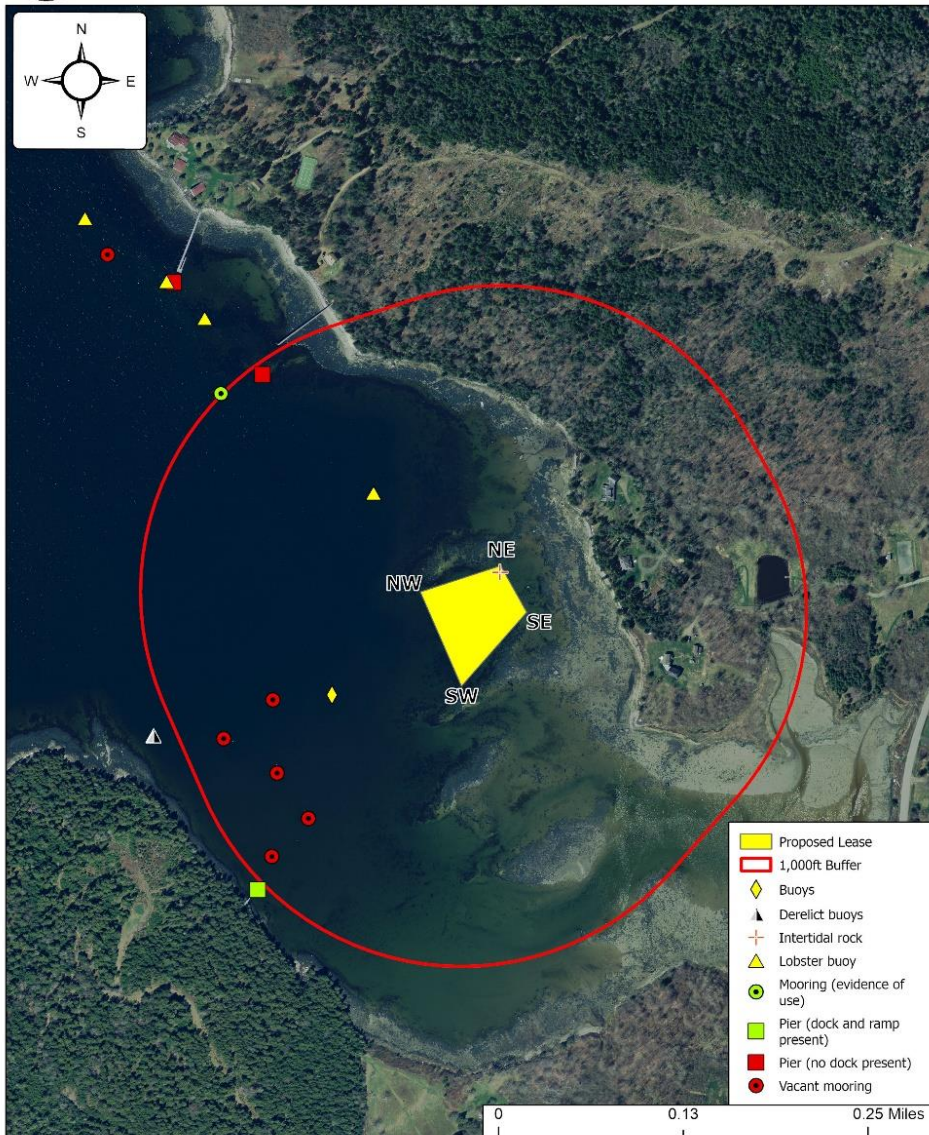 N
W E
S
NE
NW
SE
SW
Proposed Lease
1,000ft Buffer
Buoys
Derelict buoys
Intertidal rock
Lobster buoy
Mooring (evidence of
use)
Pier (dock and ramp
present)
Pier (no dock present)
Vacant mooring
0 0.13 0.25 Miles